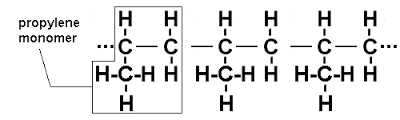 propylene
monomer
H H H H H H
···C — C — C — C — C — C···
H-C-H H H-C-H H H-C-H H
H H H